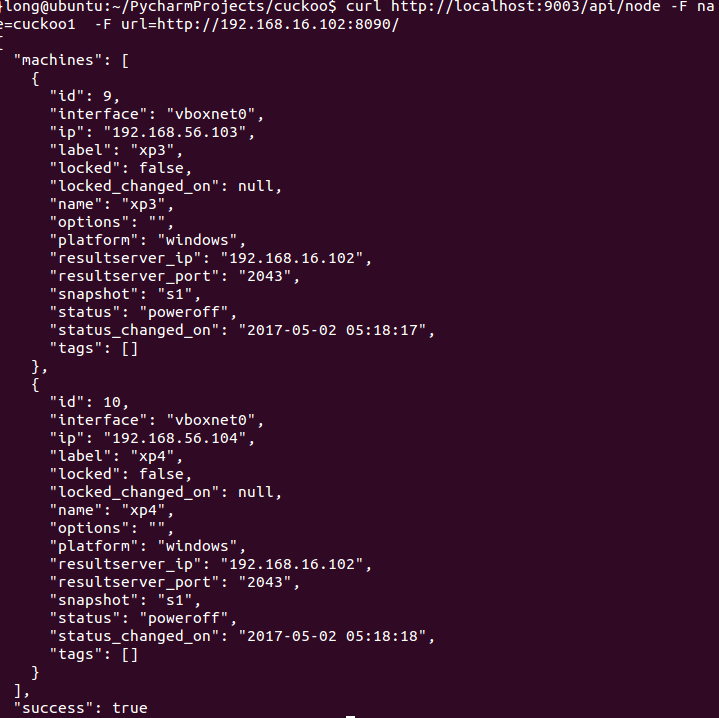 }long@ubuntu:~/PycharmProjects/cuckoo$ curl http://localhost:9003/api/node -F na
e=cuckoo1  -F url=http://192.168.16.102:8090/
[
  "machines": [
    {
      "id": 9,
      "interface": "vboxnet0",
      "ip": "192.168.56.103",
      "label": "xp3",
      "locked": false,
      "locked_changed_on": null,
      "name": "xp3",
      "options": "",
      "platform": "windows",
      "resultserver_ip": "192.168.16.102",
      "resultserver_port": "2043",
      "snapshot": "s1",
      "status": "poweroff",
      "status_changed_on": "2017-05-02 05:18:17",
      "tags": []
    },
    {
      "id": 10,
      "interface": "vboxnet0",
      "ip": "192.168.56.104",
      "label": "xp4",
      "locked": false,
      "locked_changed_on": null,
      "name": "xp4",
      "options": "",
      "platform": "windows",
      "resultserver_ip": "192.168.16.102",
      "resultserver_port": "2043",
      "snapshot": "s1",
      "status": "poweroff",
      "status_changed_on": "2017-05-02 05:18:18",
      "tags": []
    }
  ],
  "success": true